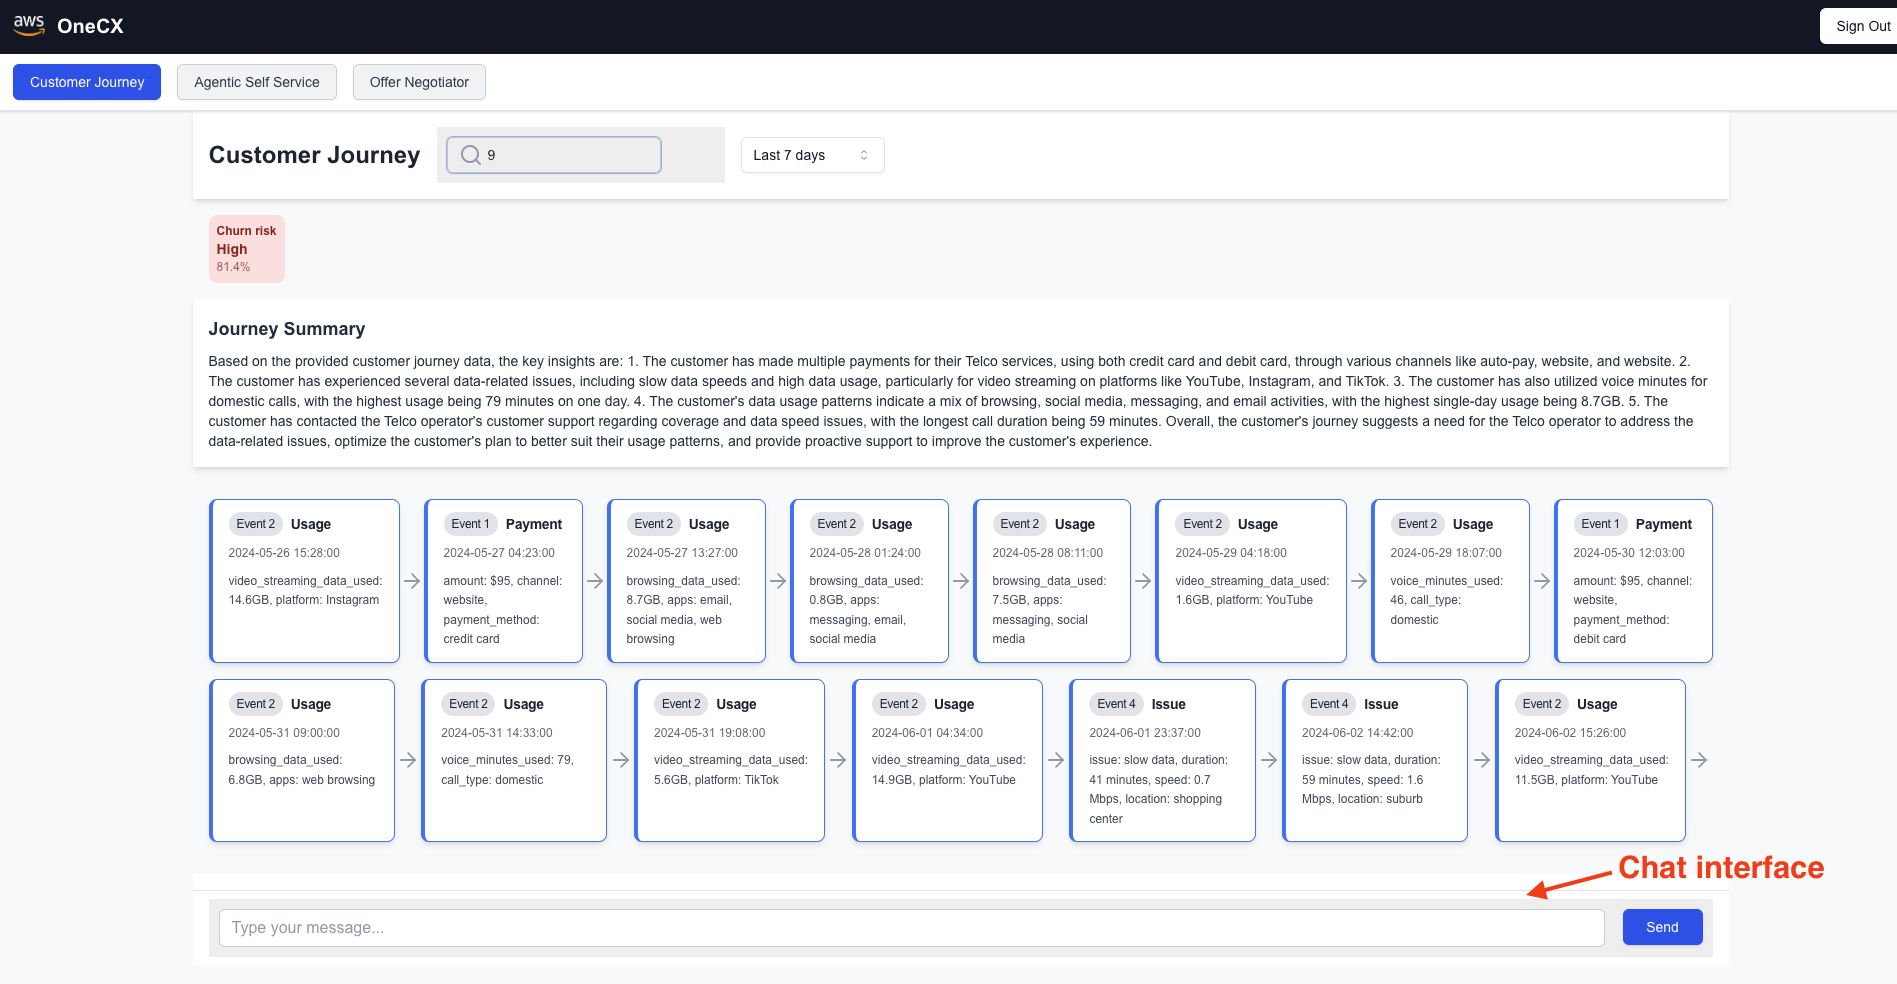 aws OneCX
Sign Out
Customer Journey
Agentic Self Service
Offer Negotiator
Customer Journey
9
Last 7 days
Churn risk
High
81.4%
Journey Summary
Based on the provided customer journey data, the key insights are: 1. The customer has made multiple payments for their Telco services, using both credit card and debit card, through various channels like auto-pay, website, and website. 2.
The customer has experienced several data-related issues, including slow data speeds and high data usage, particularly for video streaming on platforms like YouTube, Instagram, and TikTok. 3. The customer has also utilized voice minutes for
domestic calls, with the highest usage being 79 minutes on one day. 4. The customer's data usage patterns indicate a mix of browsing, social media, messaging, and email activities, with the highest single-day usage being 8.7GB. 5. The
customer has contacted the Telco operator's customer support regarding coverage and data speed issues, with the longest call duration being 59 minutes. Overall, the customer's journey suggests a need for the Telco operator to address the
data-related issues, optimize the customer's plan to better suit their usage patterns, and provide proactive support to improve the customer's experience.
Event 2 Usage
2024-05-26 15:28:00
video_streaming_data_used:
14.6GB, platform: Instagram
Event 1 Payment
2024-05-27 04:23:00
amount: $95, channel:
website,
payment_method:
credit card
Event 2 Usage
2024-05-27 13:27:00
browsing_data_used:
8.7GB, apps: email,
social media, web
browsing
Event 2 Usage
2024-05-28 01:24:00
browsing_data_used:
0.8GB, apps:
messaging, email,
social media
Event 2 Usage
2024-05-28 08:11:00
browsing_data_used:
7.5GB, apps:
messaging, social
media
Event 2 Usage
2024-05-29 04:18:00
video_streaming_data_used:
1.6GB, platform: YouTube
Event 2 Usage
2024-05-29 18:07:00
voice_minutes_used:
46, call_type:
domestic
Event 1 Payment
2024-05-30 12:03:00
amount: $95, channel:
website,
payment_method:
debit card
Event 2 Usage
2024-05-31 09:00:00
browsing_data_used:
6.8GB, apps: web browsing
Event 2 Usage
2024-05-31 14:33:00
voice_minutes_used: 79,
call_type: domestic
Event 2 Usage
2024-05-31 19:08:00
video_streaming_data_used:
5.6GB, platform: TikTok
Event 2 Usage
2024-06-01 04:34:00
video_streaming_data_used:
14.9GB, platform: YouTube
Event 4 Issue
2024-06-01 23:37:00
issue: slow data, duration:
41 minutes, speed: 0.7
Mbps, location: shopping
center
Event 4 Issue
2024-06-02 14:42:00
issue: slow data, duration:
59 minutes, speed: 1.6
Mbps, location: suburb
Event 2 Usage
2024-06-02 15:26:00
video_streaming_data_used:
11.5GB, platform: YouTube
Chat interface
Type your message...
Send